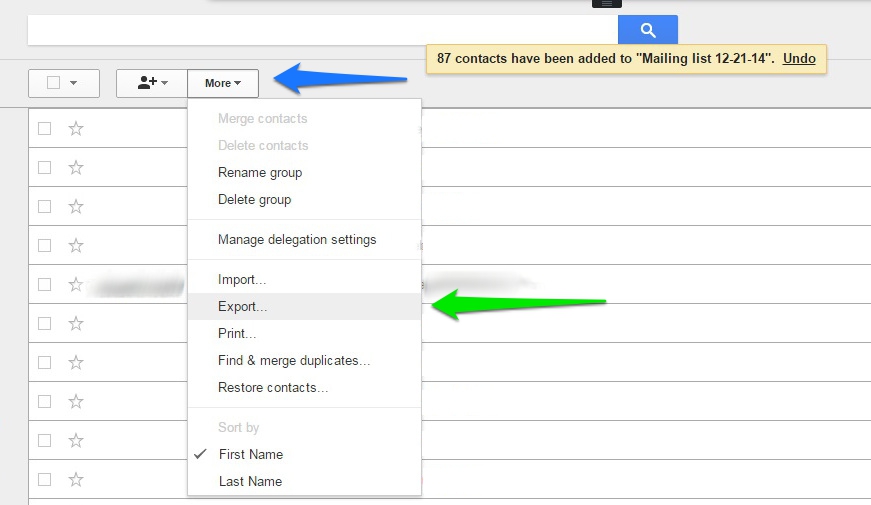 87 contacts have been added to "Mailing list 12-21-14". Undo
More
Merge contacts
Delete contacts
Rename group
Delete group
Manage delegation settings
Import...
Export...
Print...
Find & merge duplicates...
Restore contacts...
Sort by
First Name
Last Name